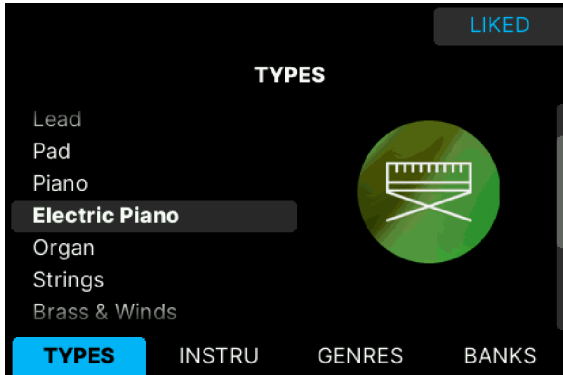 LIKED
TYPES
Lead
Pad
Piano
Electric Piano
Organ
Strings
Brass & Winds
TYPES INSTRU GENRES BANKS